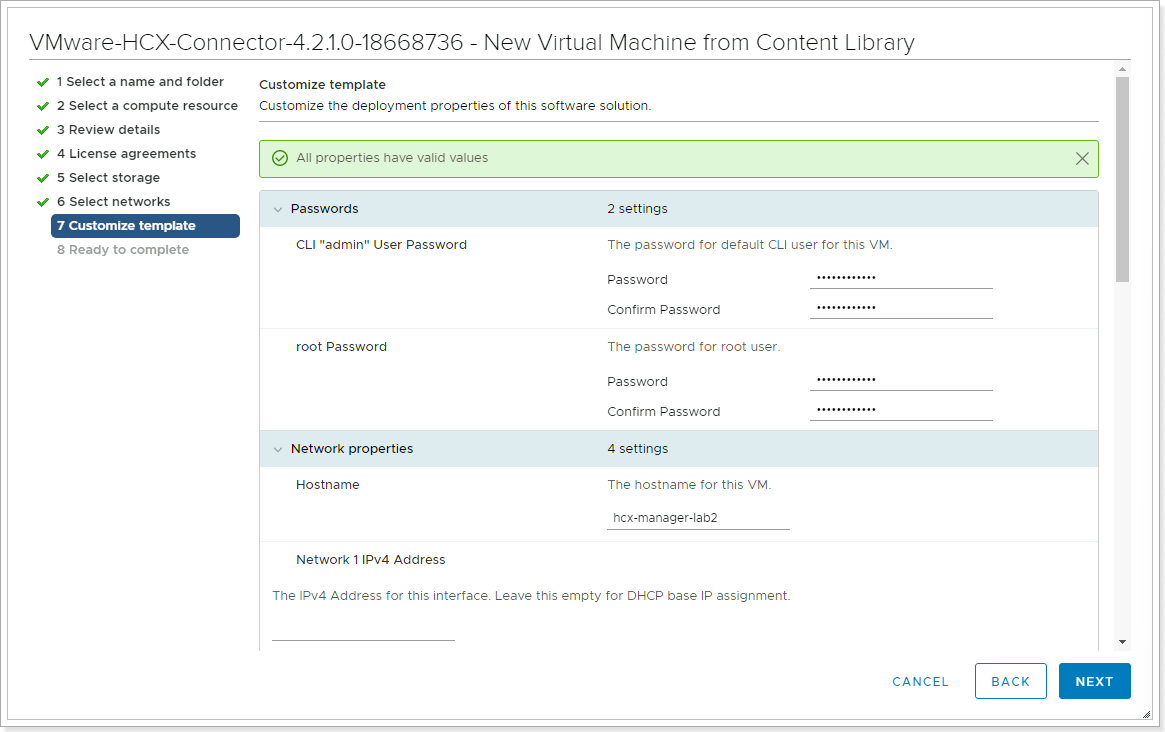 VMware-HCX-Connector-4.2.1.0-18668736 - New Virtual Machine from Content Library
1 Select a name and folder
2 Select a compute resource
3 Review details
4 License agreements
5 Select storage
6 Select networks
7 Customize template
8 Ready to complete
Customize template
Customize the deployment properties of this software solution.
All properties have valid values
Passwords 2 settings
CLI "admin" User Password The password for default CLI user for this VM.
Password ••••••••••••
Confirm Password ••••••••••••
root Password The password for root user.
Password ••••••••••••
Confirm Password ••••••••••••
Network properties 4 settings
Hostname The hostname for this VM.
hcx-manager-lab2
Network 1 IPv4 Address
The IPv4 Address for this interface. Leave this empty for DHCP base IP assignment.
CANCEL BACK NEXT